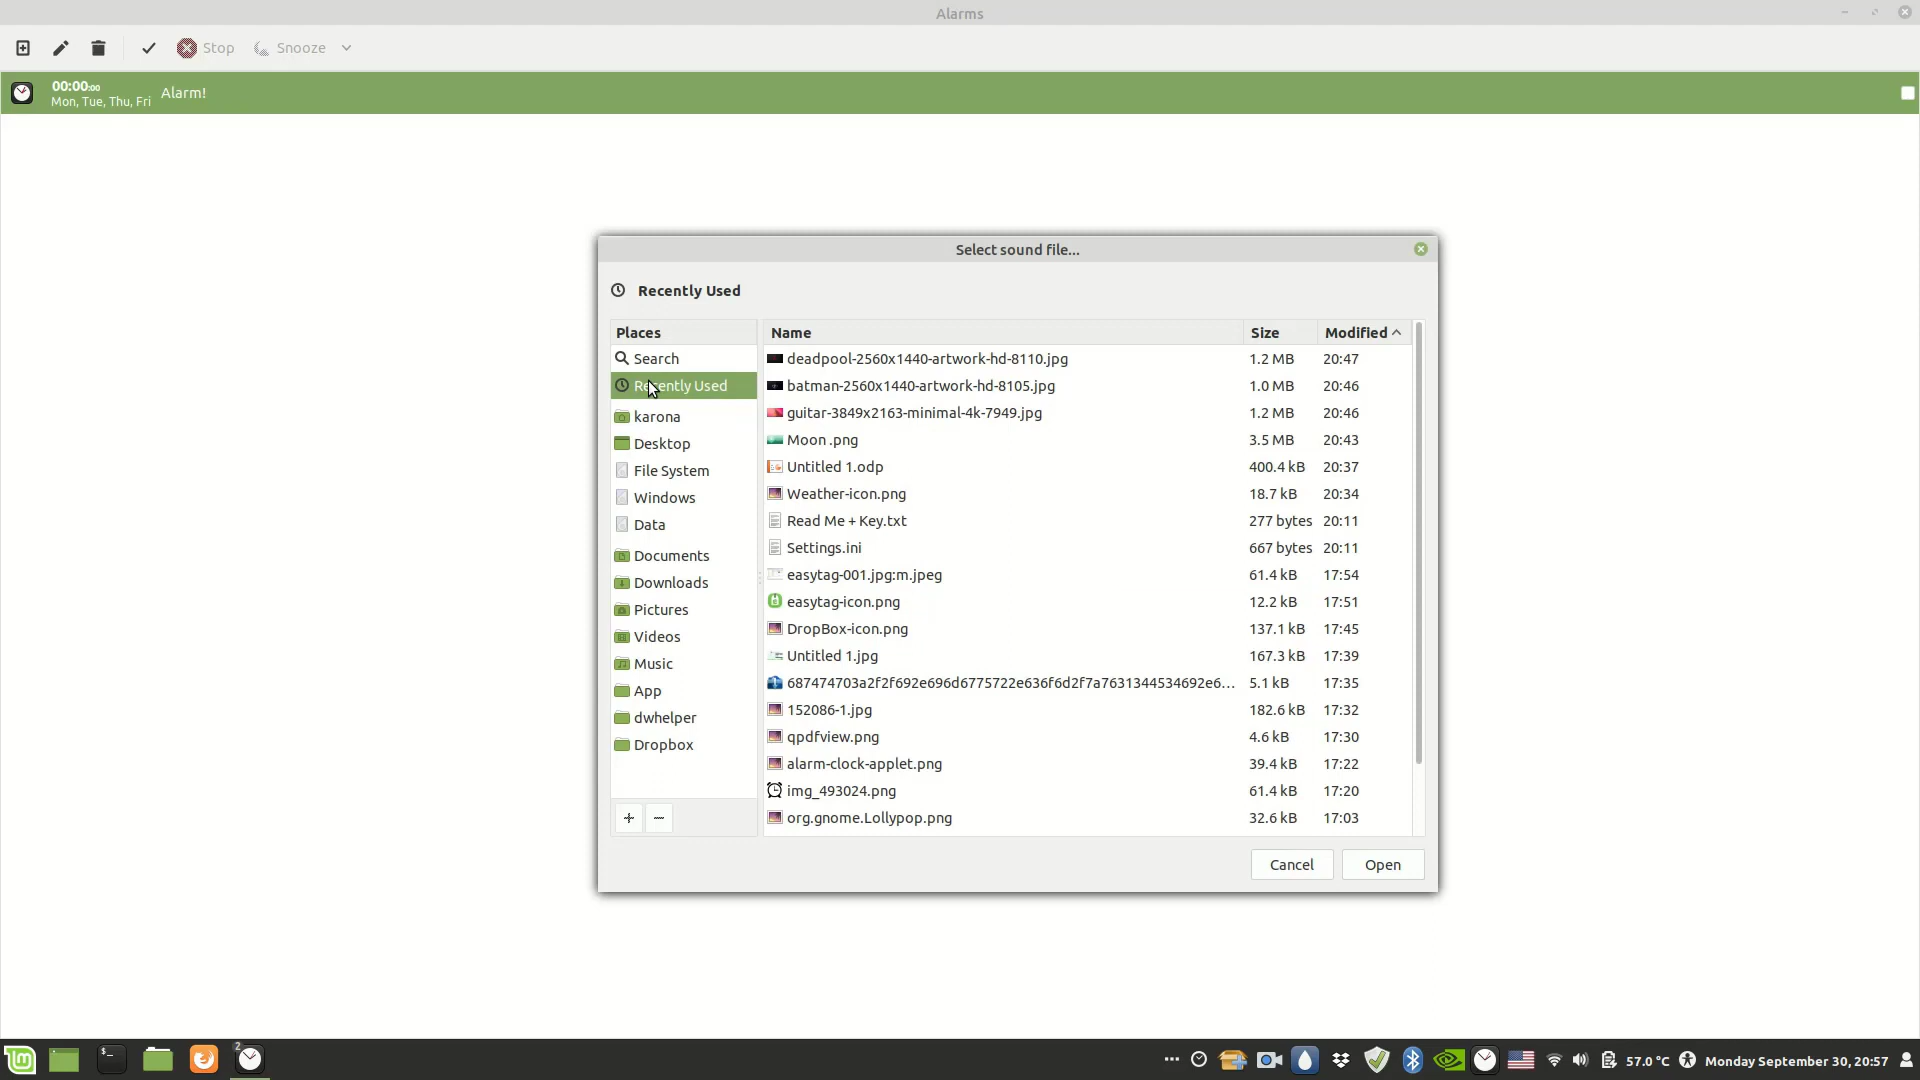 Alarms
Stop
Snooze
00:00:00
Mon, Tue, Thu, Fri
Alarm!
Select sound file...
Recently Used
Places
Search
Recently Used
karona
Desktop
File System
Windows
Data
Documents
Downloads
Pictures
Videos
Music
App
dwhelper
Dropbox
Name Size Modified
deadpool-2560x1440-artwork-hd-8110.jpg 1.2 MB 20:47
batman-2560x1440-artwork-hd-8105.jpg 1.0 MB 20:46
guitar-3849x2163-minimal-4k-7949.jpg 1.2 MB 20:46
Moon .png 3.5 MB 20:43
Untitled 1.odp 400.4 kB 20:37
Weather-icon.png 18.7 kB 20:34
Read Me + Key.txt 277 bytes 20:11
Settings.ini 667 bytes 20:11
easytag-001.jpg:m.jpeg 61.4 kB 17:54
easytag-icon.png 12.2 kB 17:51
DropBox-icon.png 137.1 kB 17:45
Untitled 1.jpg 167.3 kB 17:39
687474703a2f2f692e696d6775722e636f6d2f7a7631344534692e6... 5.1 kB 17:35
152086-1.jpg 182.6 kB 17:32
qpdfview.png 4.6 kB 17:30
alarm-clock-applet.png 39.4 kB 17:22
img_493024.png 61.4 kB 17:20
org.gnome.Lollypop.png 32.6 kB 17:03
Cancel
Open
2
57.0 °C
Monday September 30, 20:57